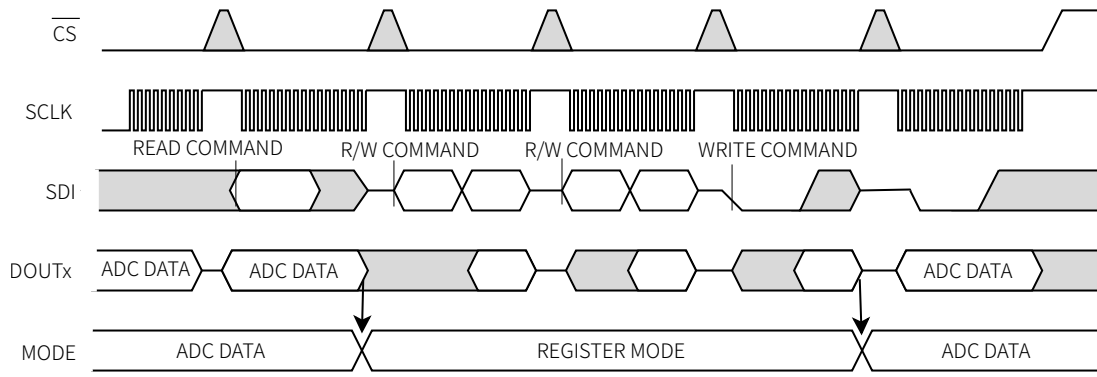 CS
SCLK
READ COMMAND R/W COMMAND R/W COMMAND WRITE COMMAND
SDI
DOUTx ADC DATA ADC DATA ADC DATA
MODE ADC DATA REGISTER MODE ADC DATA